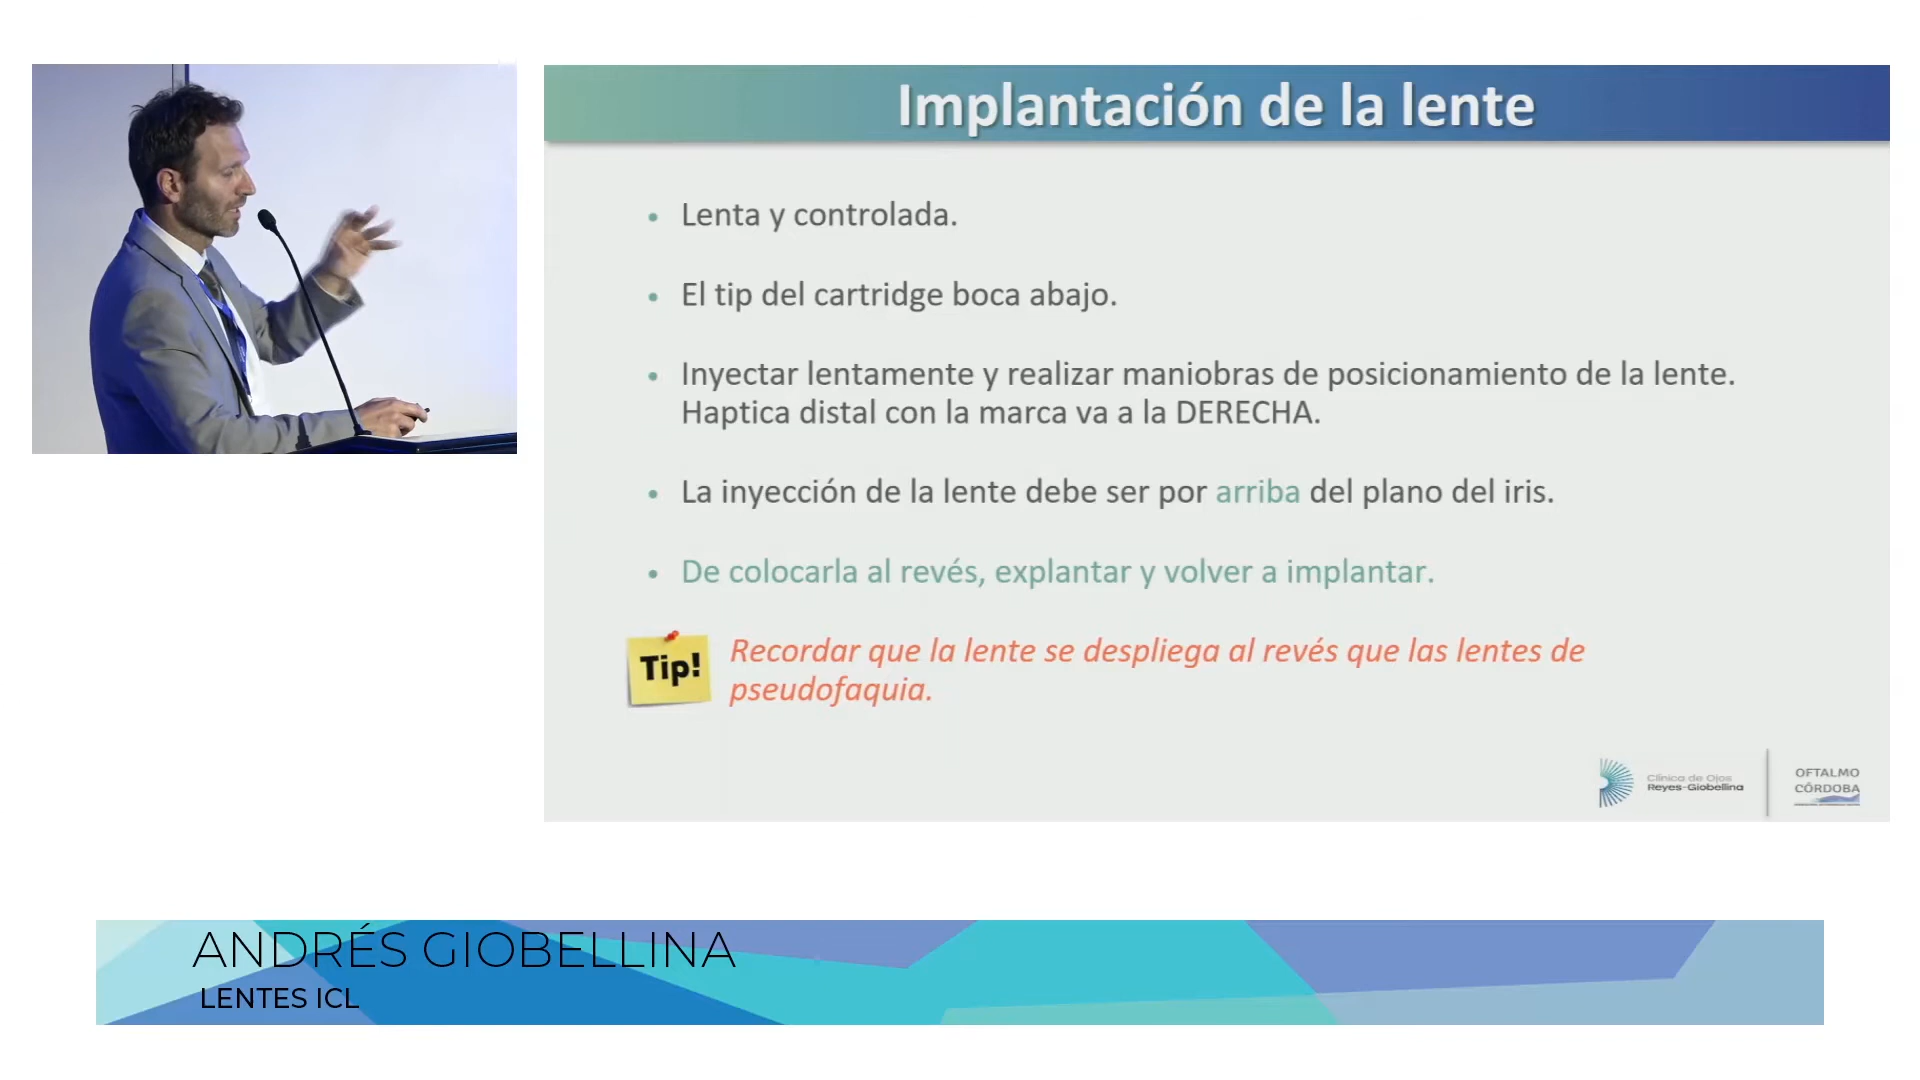 Implantación de la lente
• Lenta y controlada.
• El tip del cartridge boca abajo.
• Inyectar lentamente y realizar maniobras de posicionamiento de la lente.
Haptica distal con la marca va a la DERECHA.
• La inyección de la lente debe ser por arriba del plano del iris.
• De colocarla al revés, explantar y volver a implantar.
Tip!
Recordar que la lente se despliega al revés que las lentes de
pseudofaquia.
Clínica de Ojos
Reyes-Giobellina
OFTALMO
CÓRDOBA
ANDRÉS GIOBELLINA
LENTES ICL